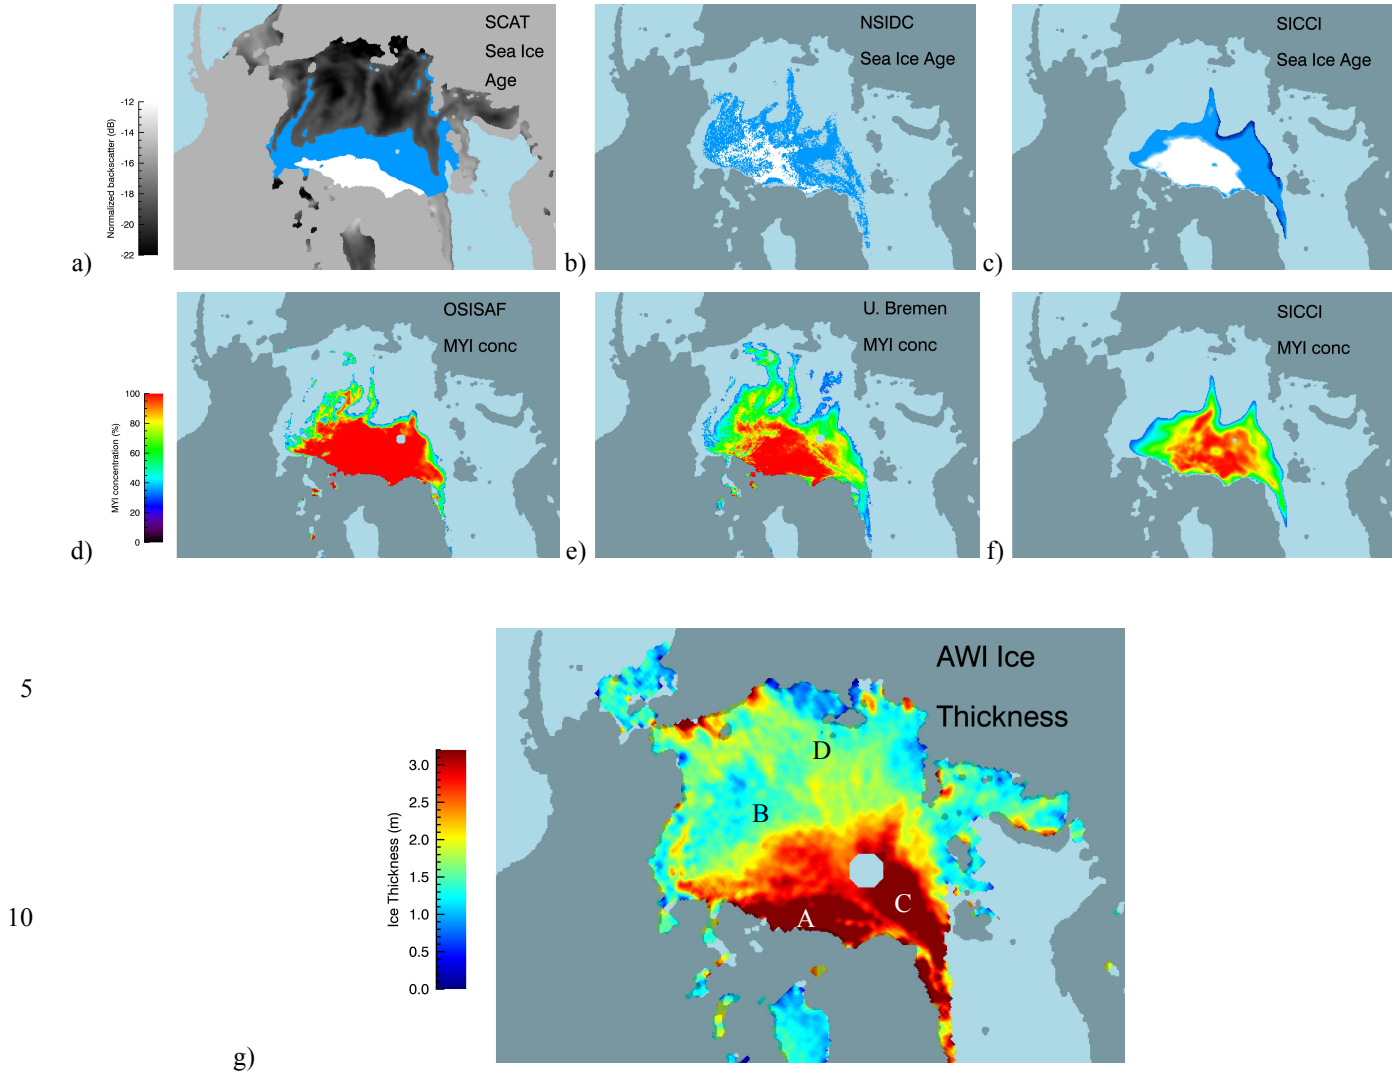 SCAT
Sea Ice
Age
Normalized backscatter (dB)
-12
-14
-16
-18
-20
-22
a)
NSIDC
Sea Ice Age
b)
SICCI
Sea Ice Age
c)
OSISAF
MYI conc
MYI concentration (%)
100
80
60
40
20
0
d)
U. Bremen
MYI conc
e)
SICCI
MYI conc
f)
5
10
AWI Ice
Thickness
Ice Thickness (m)
3.0
2.5
2.0
1.5
1.0
0.5
0.0
D
B
C
A
g)